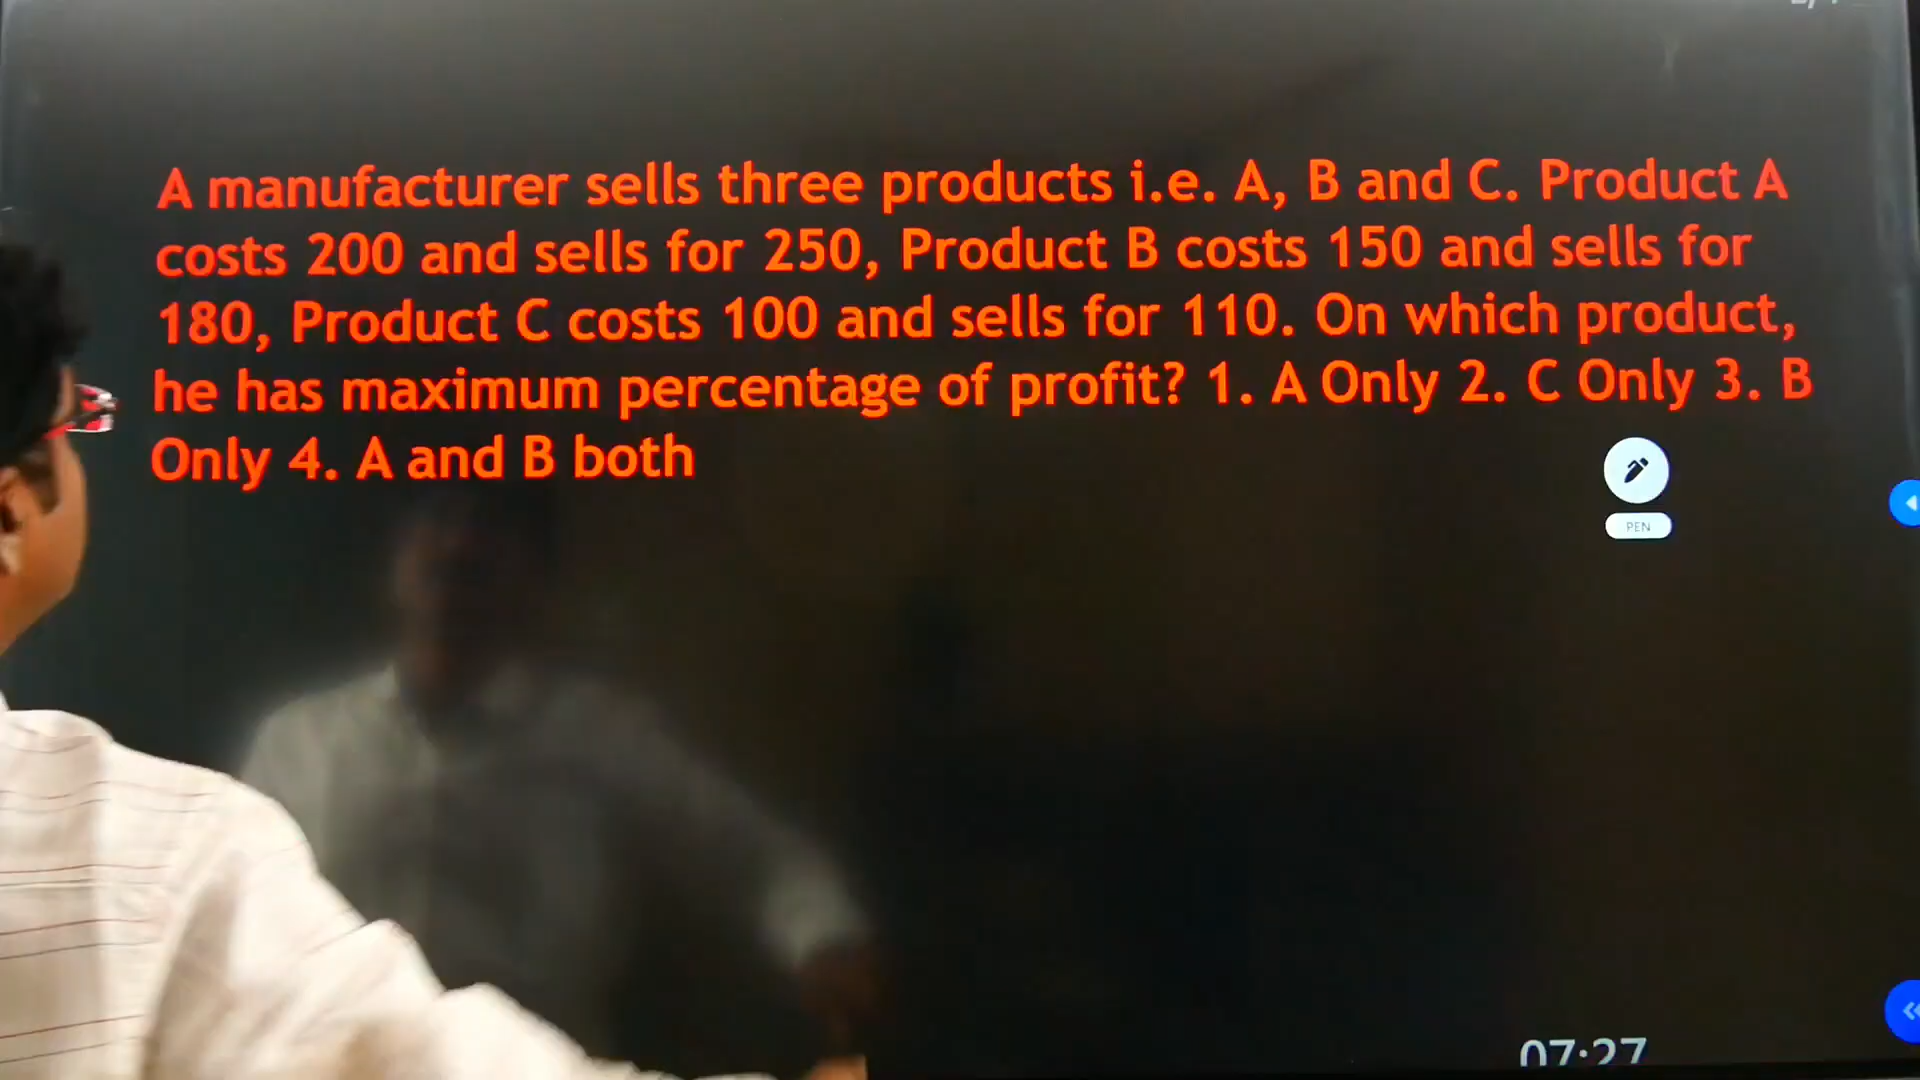 A manufacturer sells three products i.e. A, B and C. Product A
costs 200 and sells for 250, Product B costs 150 and sells for
180, Product C costs 100 and sells for 110. On which product,
he has maximum percentage of profit? 1. A Only 2. C Only 3. B
Only 4. A and B both
PEN
07:27